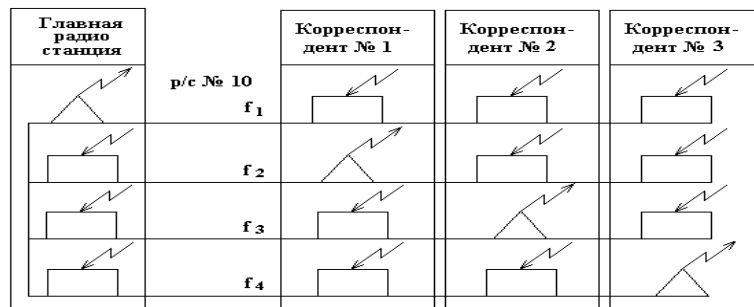 Главная
радио
станция
Корреспон-
дент № 1
Корреспон-
дент № 2
Корреспон-
дент № 3
р/с № 10
f1
f2
f3
f4